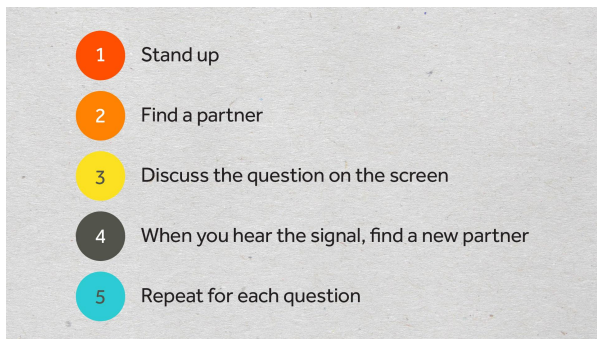 1 Stand up
2 Find a partner
3 Discuss the question on the screen
4 When you hear the signal, find a new partner
5 Repeat for each question